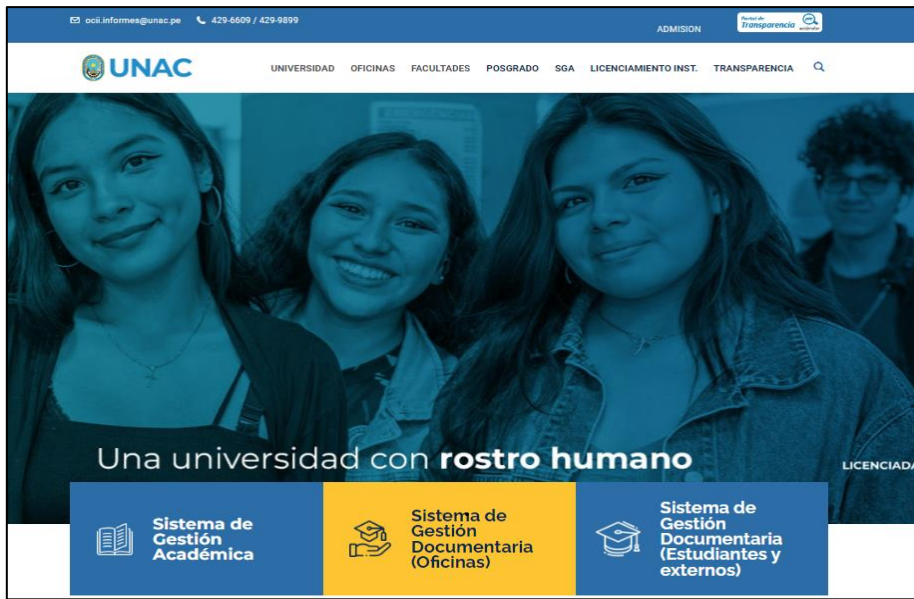 ocii.informes@unac.pe 429-6609 / 429-9899
ADMISION
Portal de
Transparencia
UNAC
UNIVERSIDAD OFICINAS FACULTADES POSGRADO SGA LICENCIAMIENTO INST. TRANSPARENCIA
Una universidad con rostro humano
LICENCIADA
Sistema de
Gestión
Académica
Sistema de
Gestión
Documentaria
(Oficinas)
Sistema de
Gestión
Documentaria
(Estudiantes y
externos)